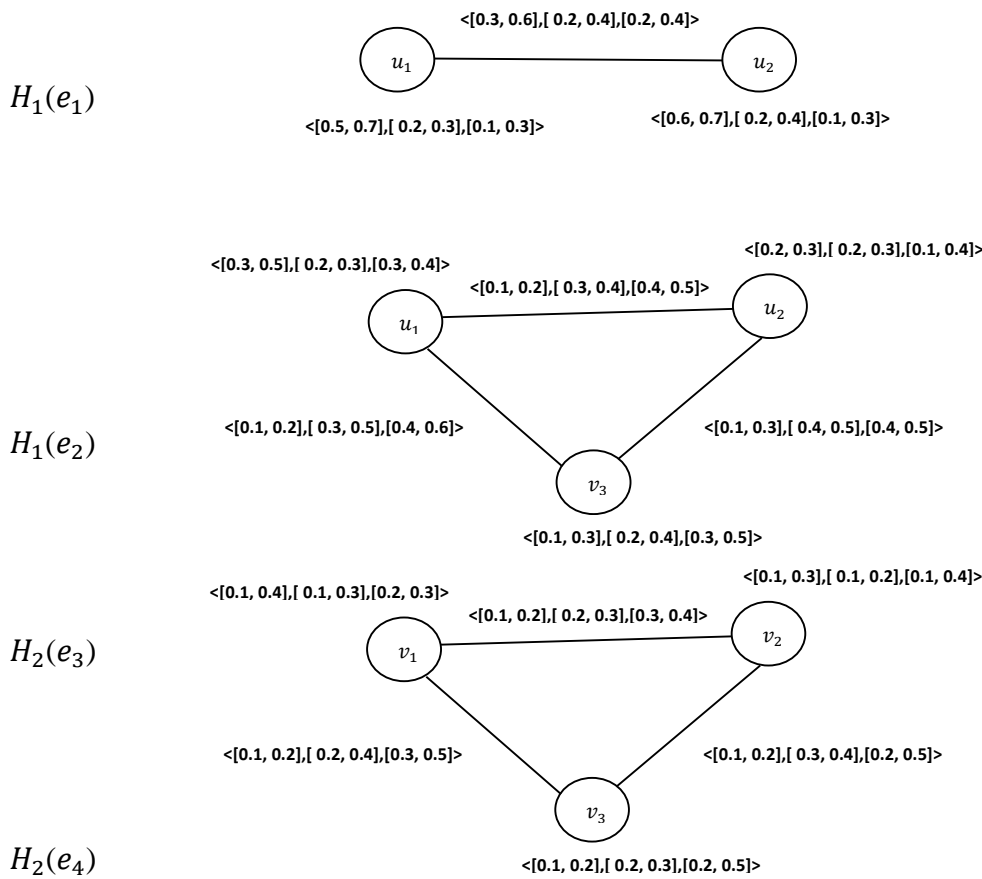 <[0.3, 0.6],[ 0.2, 0.4],[0.2, 0.4]>
u₁ u₂
H₁(e₁)
<[0.5, 0.7],[ 0.2, 0.3],[0.1, 0.3]> <[0.6, 0.7],[ 0.2, 0.4],[0.1, 0.3]>
<[0.2, 0.3],[ 0.2, 0.3],[0.1, 0.4]>
<[0.3, 0.5],[ 0.2, 0.3],[0.3, 0.4]>
<[0.1, 0.2],[ 0.3, 0.4],[0.4, 0.5]>
u₁ u₂
<[0.1, 0.2],[ 0.3, 0.5],[0.4, 0.6]> <[0.1, 0.3],[ 0.4, 0.5],[0.4, 0.5]>
H₁(e₂)
v₃
<[0.1, 0.3],[ 0.2, 0.4],[0.3, 0.5]>
<[0.1, 0.3],[ 0.1, 0.2],[0.1, 0.4]>
<[0.1, 0.4],[ 0.1, 0.3],[0.2, 0.3]>
<[0.1, 0.2],[ 0.2, 0.3],[0.3, 0.4]>
H₂(e₃) v₁ v₂
<[0.1, 0.2],[ 0.2, 0.4],[0.3, 0.5]> <[0.1, 0.2],[ 0.3, 0.4],[0.2, 0.5]>
v₃
H₂(e₄) <[0.1, 0.2],[ 0.2, 0.3],[0.2, 0.5]>